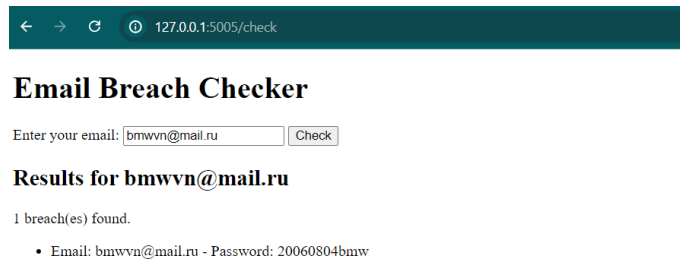 127.0.0.1:5005/check
Email Breach Checker
Enter your email: bmwvn@mail.ru Check
Results for bmwvn@mail.ru
1 breach(es) found.
• Email: bmwvn@mail.ru - Password: 20060804bmw